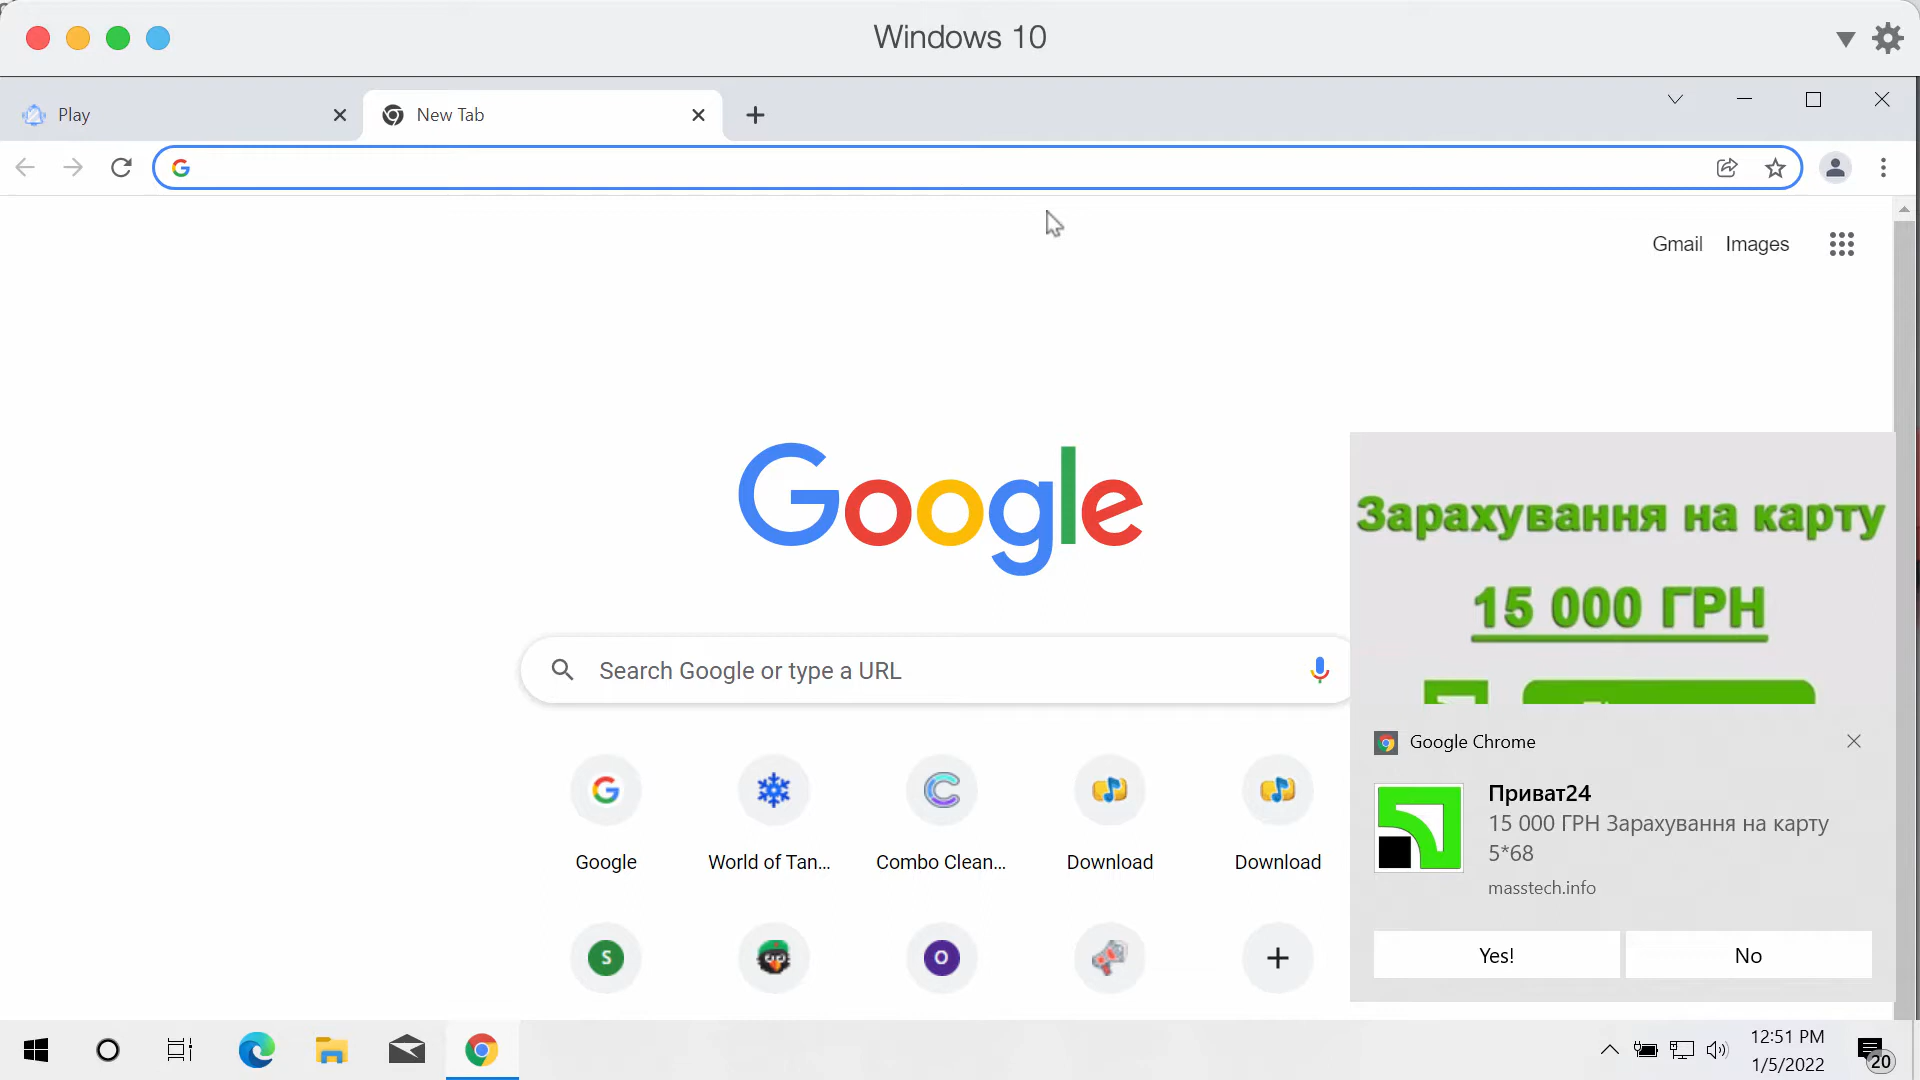 Windows 10
Play
New Tab
Gmail Images
Google
Search Google or type a URL
Google
World of Tan...
Combo Clean...
Download
Download
S
O
Зарахування на карту
15 000 ГРН
Google Chrome
Приват24
15 000 ГРН Зарахування на карту
5*68
masstech.info
Yes!
No
12:51 PM
1/5/2022
20